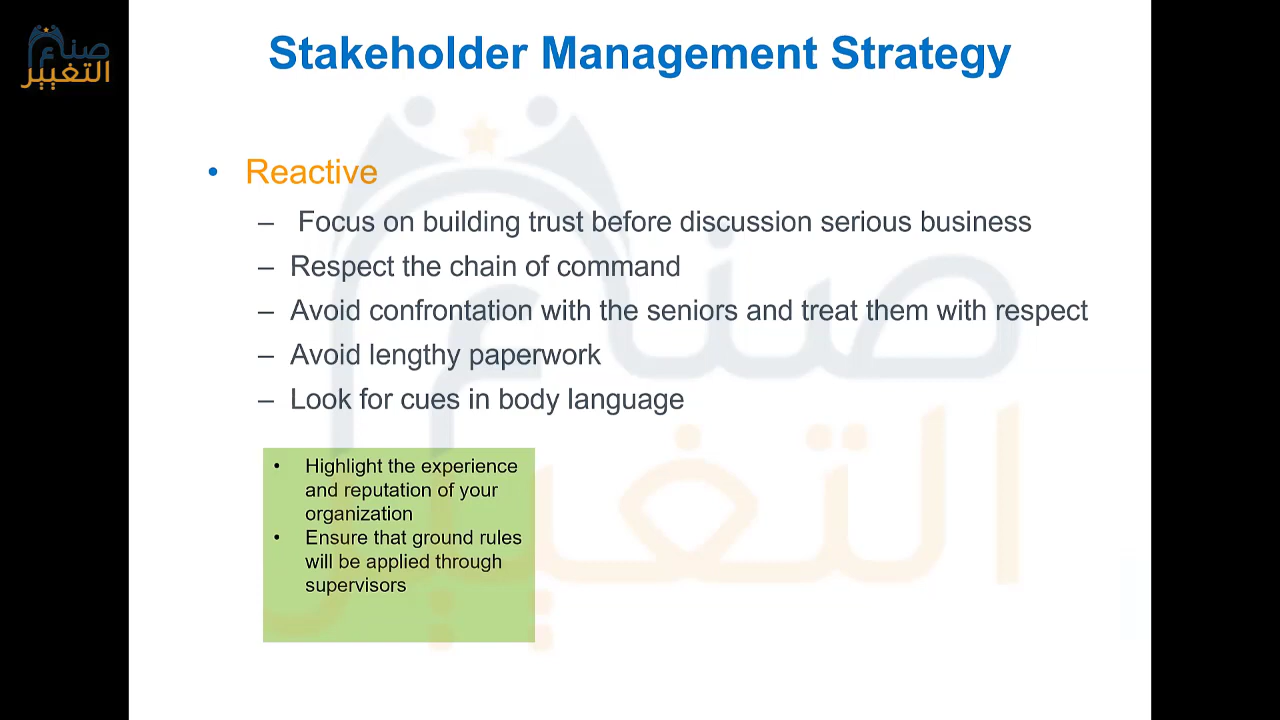 صناع
التغيير
Stakeholder Management Strategy
• Reactive
– Focus on building trust before discussion serious business
– Respect the chain of command
– Avoid confrontation with the seniors and treat them with respect
– Avoid lengthy paperwork
– Look for cues in body language
• Highlight the experience
and reputation of your
organization
• Ensure that ground rules
will be applied through
supervisors
صناع
التغيير